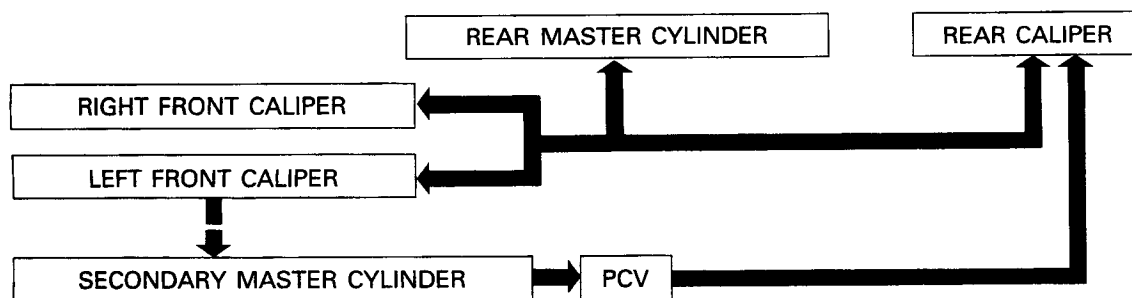 REAR MASTER CYLINDER
REAR CALIPER
RIGHT FRONT CALIPER
LEFT FRONT CALIPER
SECONDARY MASTER CYLINDER
PCV